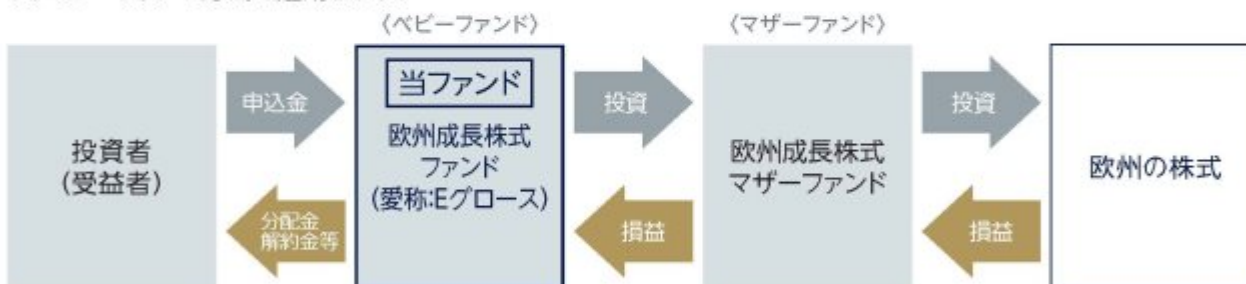 〈ベビーファンド〉
〈マザーファンド〉
投資者
(受益者)
申込金
分配金
解約金等
当ファンド
欧州成長株式
ファンド
(愛称:Eグロース)
投資
損益
欧州成長株式
マザーファンド
投資
損益
欧州の株式